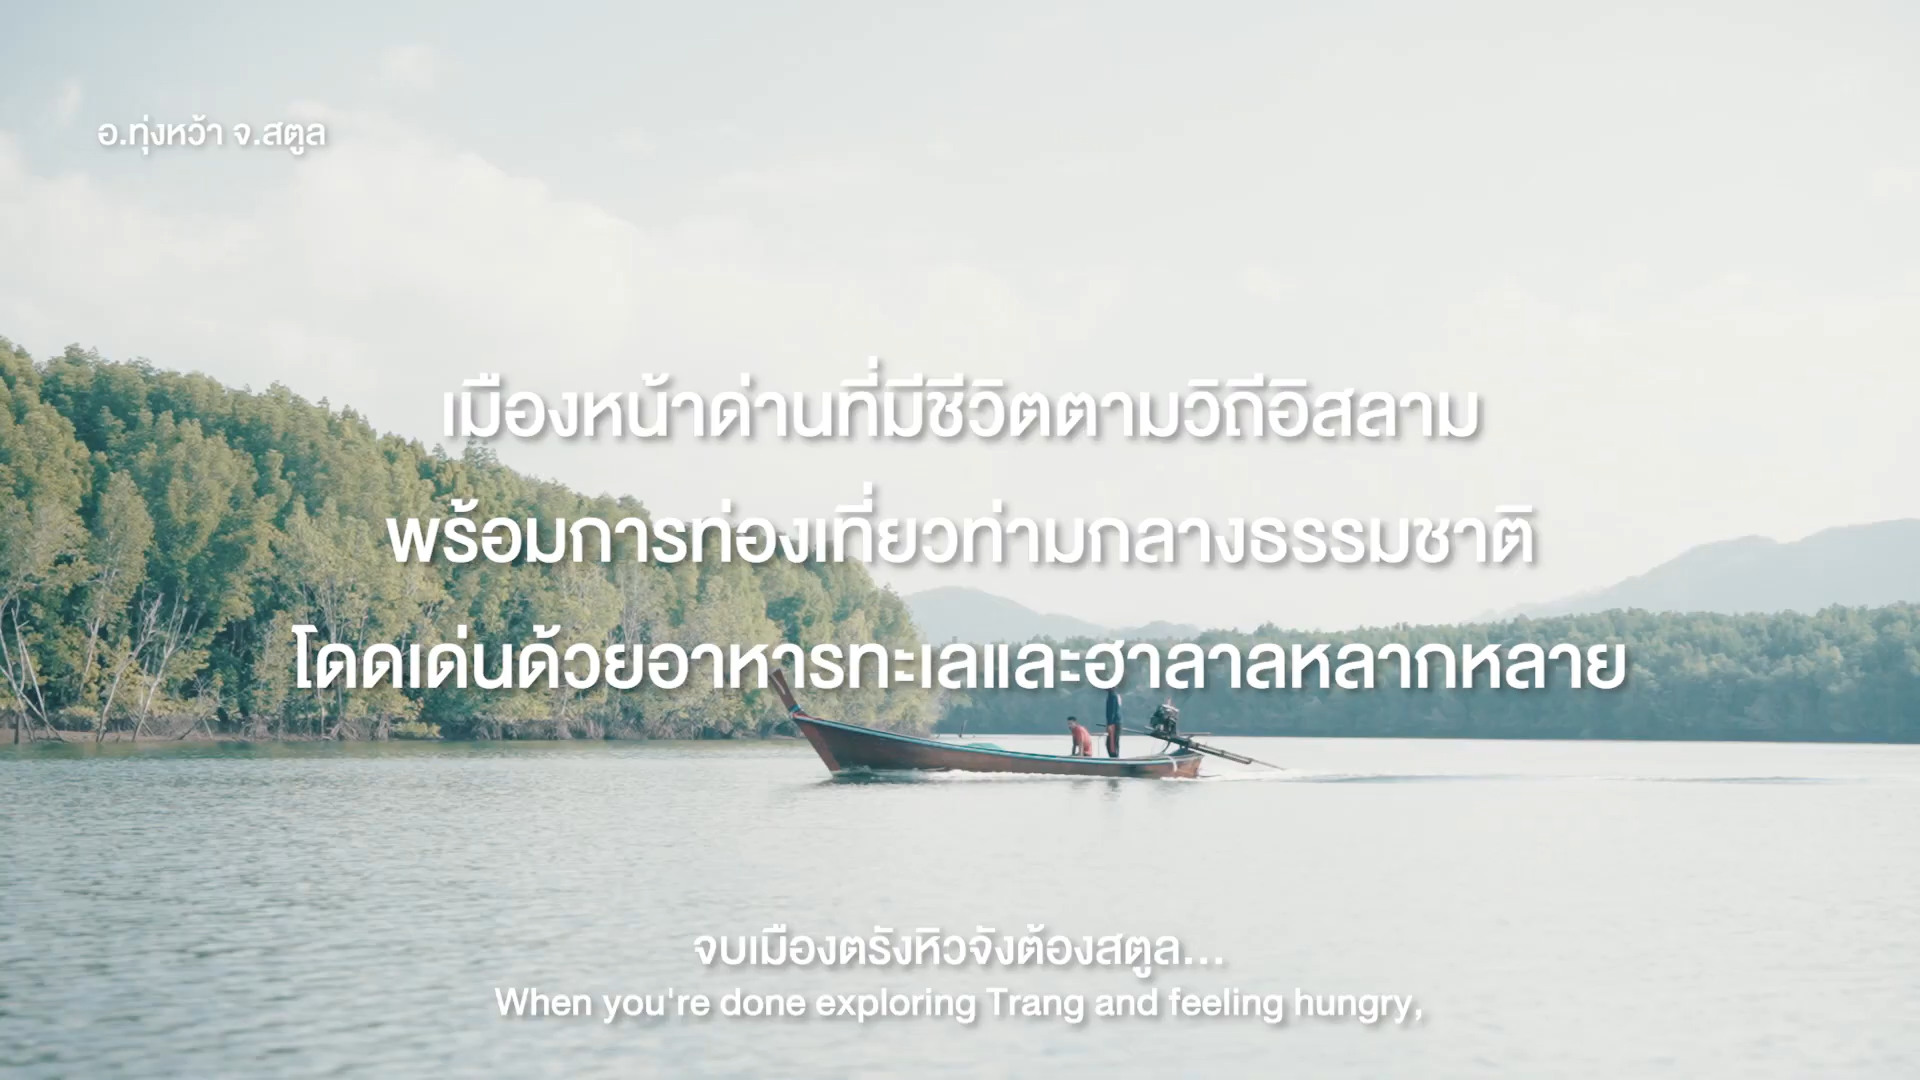 อ.ทุ่งหว้า จ.สตูล
เมืองหน้าด่านที่มีชีวิตตามวิถีอิสลาม
พร้อมการท่องเที่ยวท่ามกลางธรรมชาติ
โดดเด่นด้วยอาหารทะเลและฮาลาลหลากหลาย
จบเมืองตรังหิวจังต้องสตูล...
When you're done exploring Trang and feeling hungry,